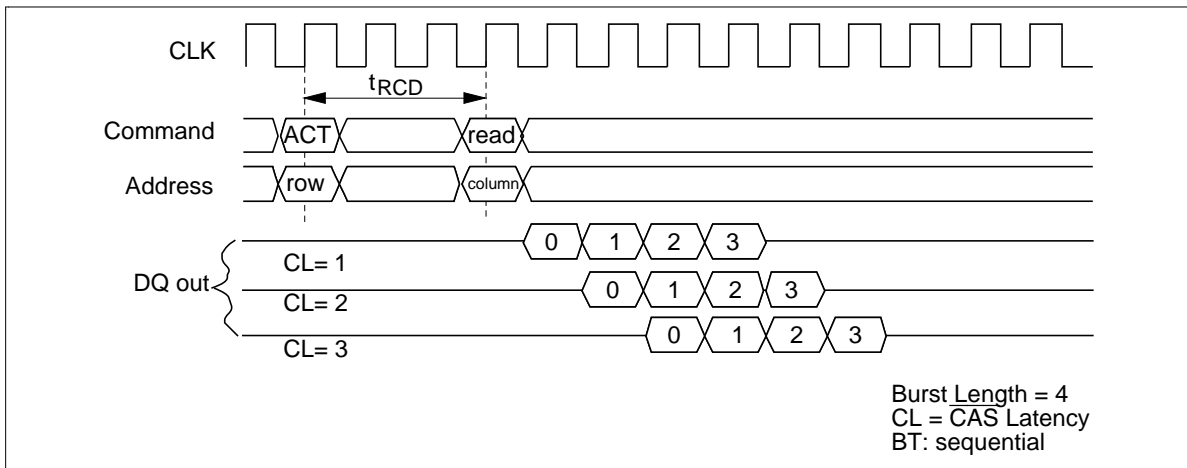 CLK
tRCD
Command ACT read
Address row column
0 1 2 3
CL= 1
DQ out 0 1 2 3
CL= 2
0 1 2 3
CL= 3
Burst Length = 4
CL = CAS Latency
BT: sequential